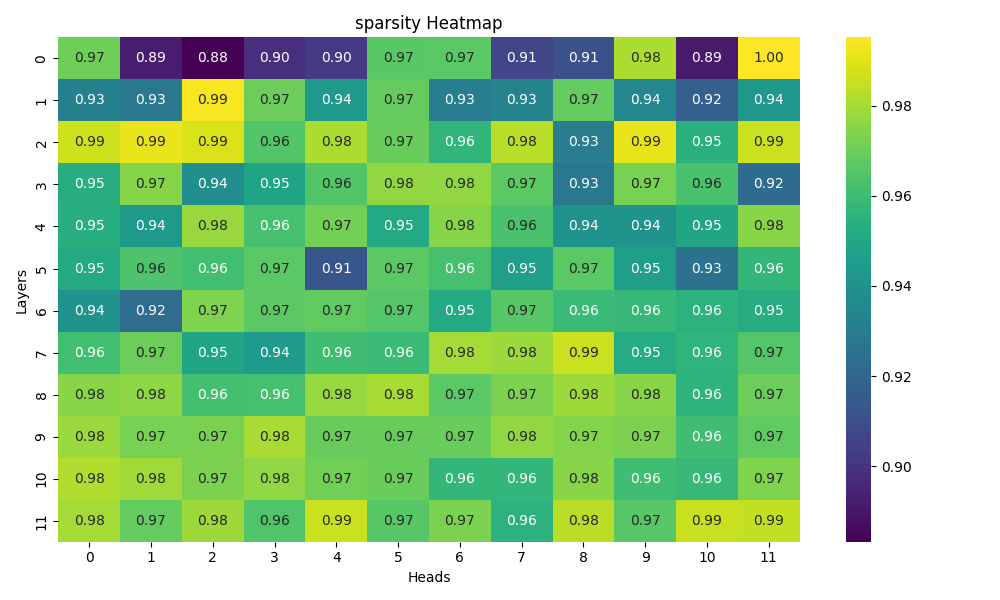 sparsity Heatmap
0 0.97 0.89 0.88 0.90 0.90 0.97 0.97 0.91 0.91 0.98 0.89 1.00
1 0.93 0.93 0.99 0.97 0.94 0.97 0.93 0.93 0.97 0.94 0.92 0.94
2 0.99 0.99 0.99 0.96 0.98 0.97 0.96 0.98 0.93 0.99 0.95 0.99
3 0.95 0.97 0.94 0.95 0.96 0.98 0.98 0.97 0.93 0.97 0.96 0.92
4 0.95 0.94 0.98 0.96 0.97 0.95 0.98 0.96 0.94 0.94 0.95 0.98
5 0.95 0.96 0.96 0.97 0.91 0.97 0.96 0.95 0.97 0.95 0.93 0.96
6 0.94 0.92 0.97 0.97 0.97 0.97 0.95 0.97 0.96 0.96 0.96 0.95
7 0.96 0.97 0.95 0.94 0.96 0.96 0.98 0.98 0.99 0.95 0.96 0.97
8 0.98 0.98 0.96 0.96 0.98 0.98 0.97 0.97 0.98 0.98 0.96 0.97
9 0.98 0.97 0.97 0.98 0.97 0.97 0.97 0.98 0.97 0.97 0.96 0.97
10 0.98 0.98 0.97 0.98 0.97 0.97 0.96 0.96 0.98 0.96 0.96 0.97
11 0.98 0.97 0.98 0.96 0.99 0.97 0.97 0.96 0.98 0.97 0.99 0.99
0 1 2 3 4 5 6 7 8 9 10 11
Heads
Layers
0.98
0.96
0.94
0.92
0.90